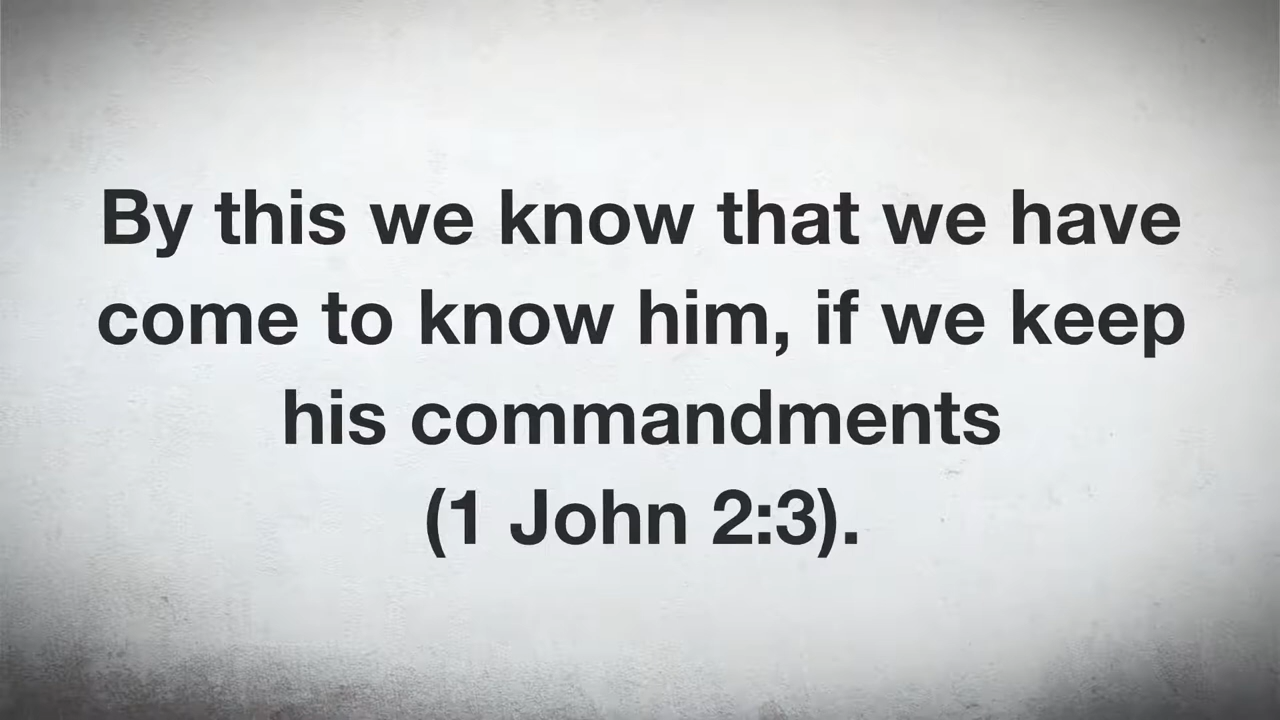 By this we know that we have
come to know him, if we keep
his commandments
(1 John 2:3).